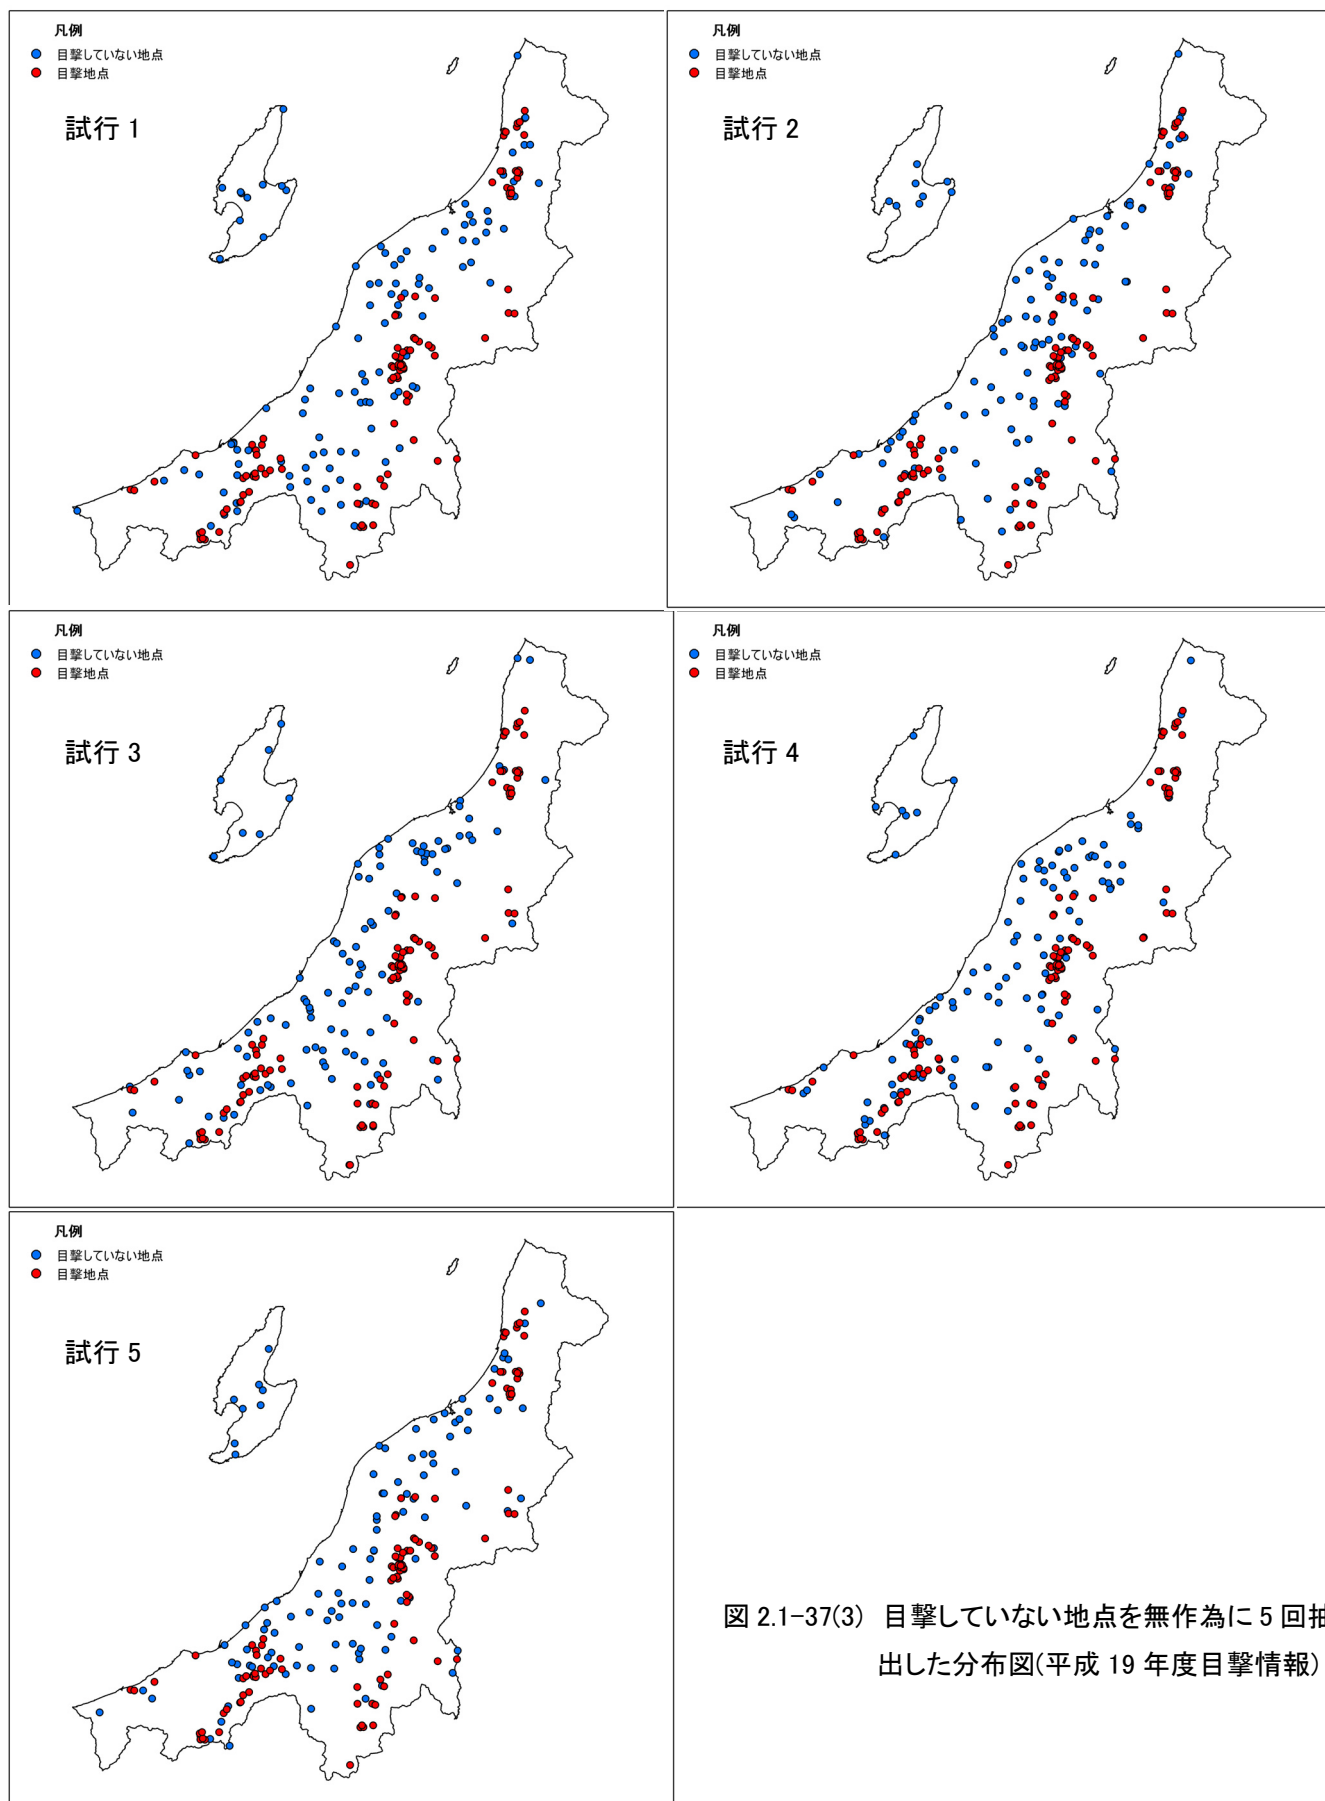 凡例
目撃していない地点
目撃地点
試行 1
凡例
目撃していない地点
目撃地点
試行 2
凡例
目撃していない地点
目撃地点
試行 3
凡例
目撃していない地点
目撃地点
試行 4
凡例
目撃していない地点
目撃地点
試行 5
図 2.1-37(3) 目撃していない地点を無作為に 5 回抽
出した分布図(平成 19 年度目撃情報)